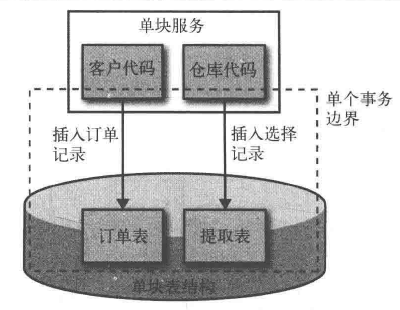 单块服务
客户代码
仓库代码
单个事务
边界
插入订单
记录
插入选择
记录
订单表
提取表
单块表结构